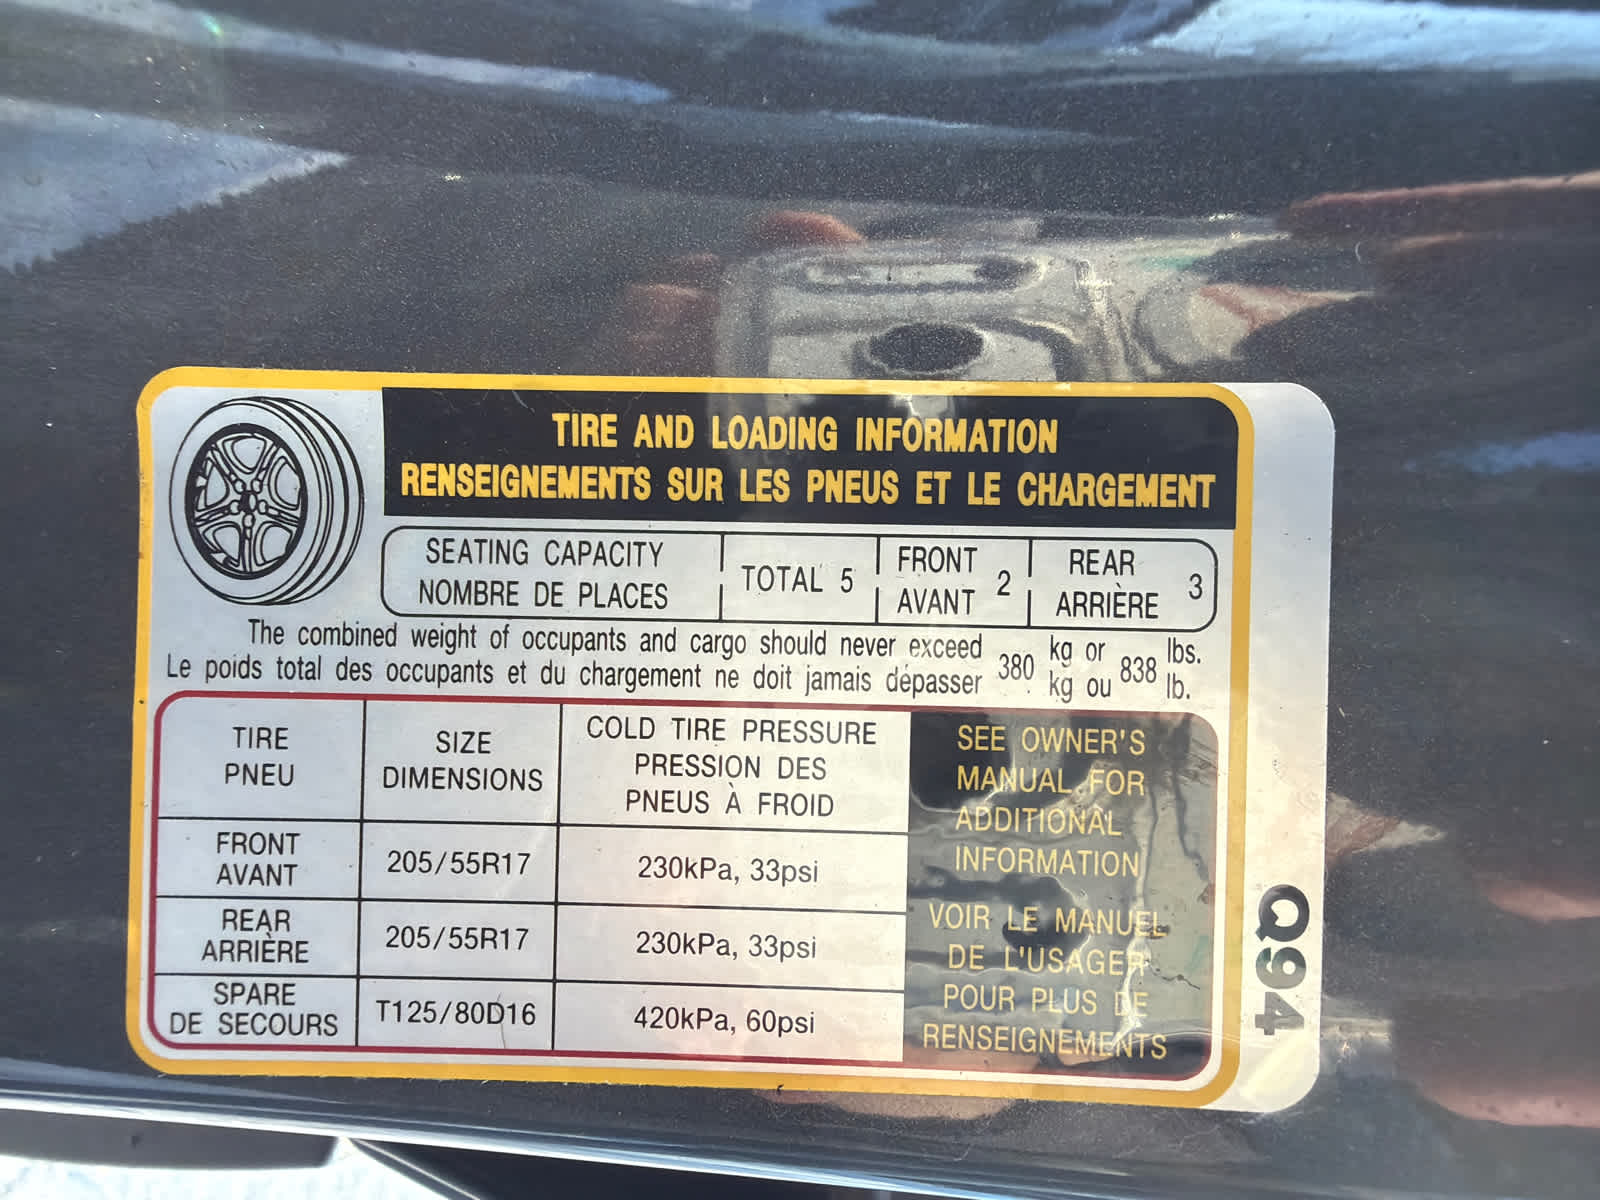 TIRE AND LOADING INFORMATION
RENSEIGNEMENTS SUR LES PNEUS ET LE CHARGEMENT
SEATING CAPACITY
NOMBRE DE PLACES
TOTAL 5
FRONT
AVANT
2
REAR
ARRIÈRE
3
The combined weight of occupants and cargo should never exceed
Le poids total des occupants et du chargement ne doit jamais dépasser
380
kg or
kg ou
838
lbs.
lb.
TIRE
PNEU
SIZE
DIMENSIONS
COLD TIRE PRESSURE
PRESSION DES
PNEUS À FROID
FRONT
AVANT
205/55R17
230kPa, 33psi
REAR
ARRIÈRE
205/55R17
230kPa, 33psi
SPARE
DE SECOURS
T125/80D16
420kPa, 60psi
SEE OWNER'S
MANUAL FOR
ADDITIONAL
INFORMATION
VOIR LE MANUEL
DE L'USAGER
POUR PLUS DE
RENSEIGNEMENTS
Q94